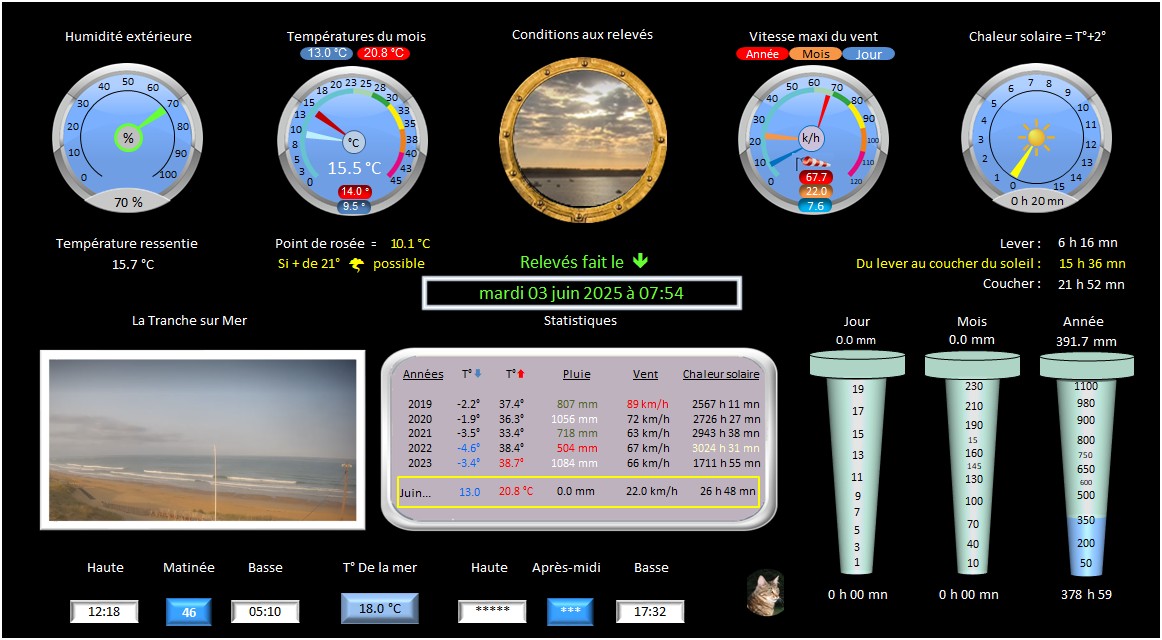 Humidité extérieure
Températures du mois
13.0 °C 20.8 °C
Conditions aux relevés
Vitesse maxi du vent
Année Mois Jour
Chaleur solaire = T°+2°
0 10 20 30 40 50 60 70 80 90 100
%
70 %
0 3 5 8 10 13 15 18 20 23 25 28 30 33 35 38 40 43 45
°C
15.5 °C
14.0 °
9.5 °
0 10 20 30 40 50 60 70 80 90 100 110 120
k/h
67.7
22.0
7.6
0 1 2 3 4 5 6 7 8 9 10 11 12 13 14 15
0 h 20 mn
Température ressentie
15.7 °C
Point de rosée = 10.1 °C
Si + de 21° possible
Relevés fait le
mardi 03 juin 2025 à 07:54
Lever : 6 h 16 mn
Du lever au coucher du soleil : 15 h 36 mn
Coucher : 21 h 52 mn
La Tranche sur Mer
Statistiques
Années T° T° Pluie Vent Chaleur solaire
2019 -2.2° 37.4° 807 mm 89 km/h 2567 h 11 mn
2020 -1.9° 36.3° 1056 mm 72 km/h 2726 h 27 mn
2021 -3.5° 33.4° 718 mm 63 km/h 2943 h 38 mn
2022 -4.6° 38.4° 504 mm 67 km/h 3024 h 31 mn
2023 -3.4° 38.7° 1084 mm 66 km/h 1711 h 55 mn
Juin... 13.0 20.8 °C 0.0 mm 22.0 km/h 26 h 48 mn
Jour
0.0 mm
19
17
15
13
11
9
7
5
3
1
0 h 00 mn
Mois
0.0 mm
230
210
190
15
160
145
130
100
70
40
10
0 h 00 mn
Année
391.7 mm
1100
980
900
800
750
650
600
500
350
200
50
378 h 59
Haute Matinée Basse T° De la mer Haute Après-midi Basse
12:18 46 05:10 18.0 °C ***** *** 17:32